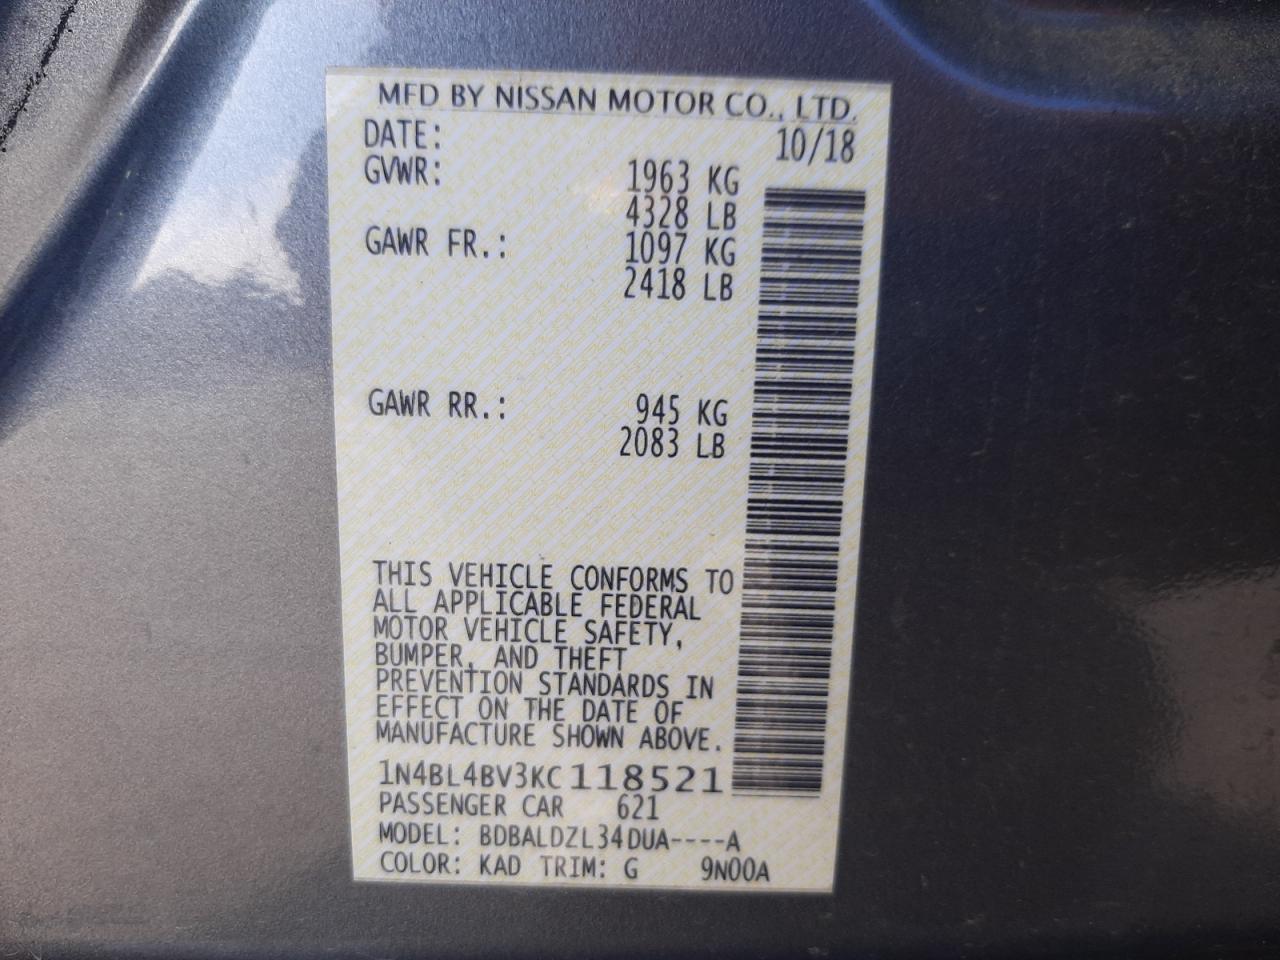 MFD BY NISSAN MOTOR CO., LTD.
DATE: 10/18
GVWR: 1963 KG
4328 LB
GAWR FR.: 1097 KG
2418 LB
GAWR RR.: 945 KG
2083 LB
THIS VEHICLE CONFORMS TO
ALL APPLICABLE FEDERAL
MOTOR VEHICLE SAFETY,
BUMPER, AND THEFT
PREVENTION STANDARDS IN
EFFECT ON THE DATE OF
MANUFACTURE SHOWN ABOVE.
1N4BL4BV3KC118521
PASSENGER CAR 621
MODEL: BDBALDZL34DUA----A
COLOR: KAD TRIM: G 9N00A